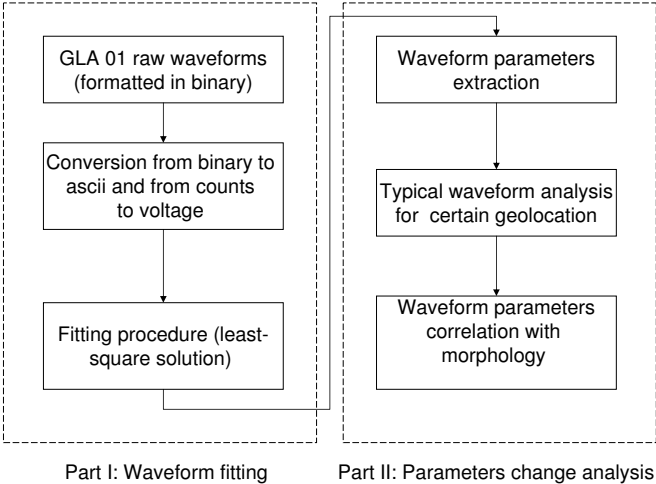 GLA 01 raw waveforms
(formatted in binary)
Conversion from binary to
ascii and from counts
to voltage
Fitting procedure (least-
square solution)
Part I: Waveform fitting
Waveform parameters
extraction
Typical waveform analysis
for certain geolocation
Waveform parameters
correlation with
morphology
Part II: Parameters change analysis